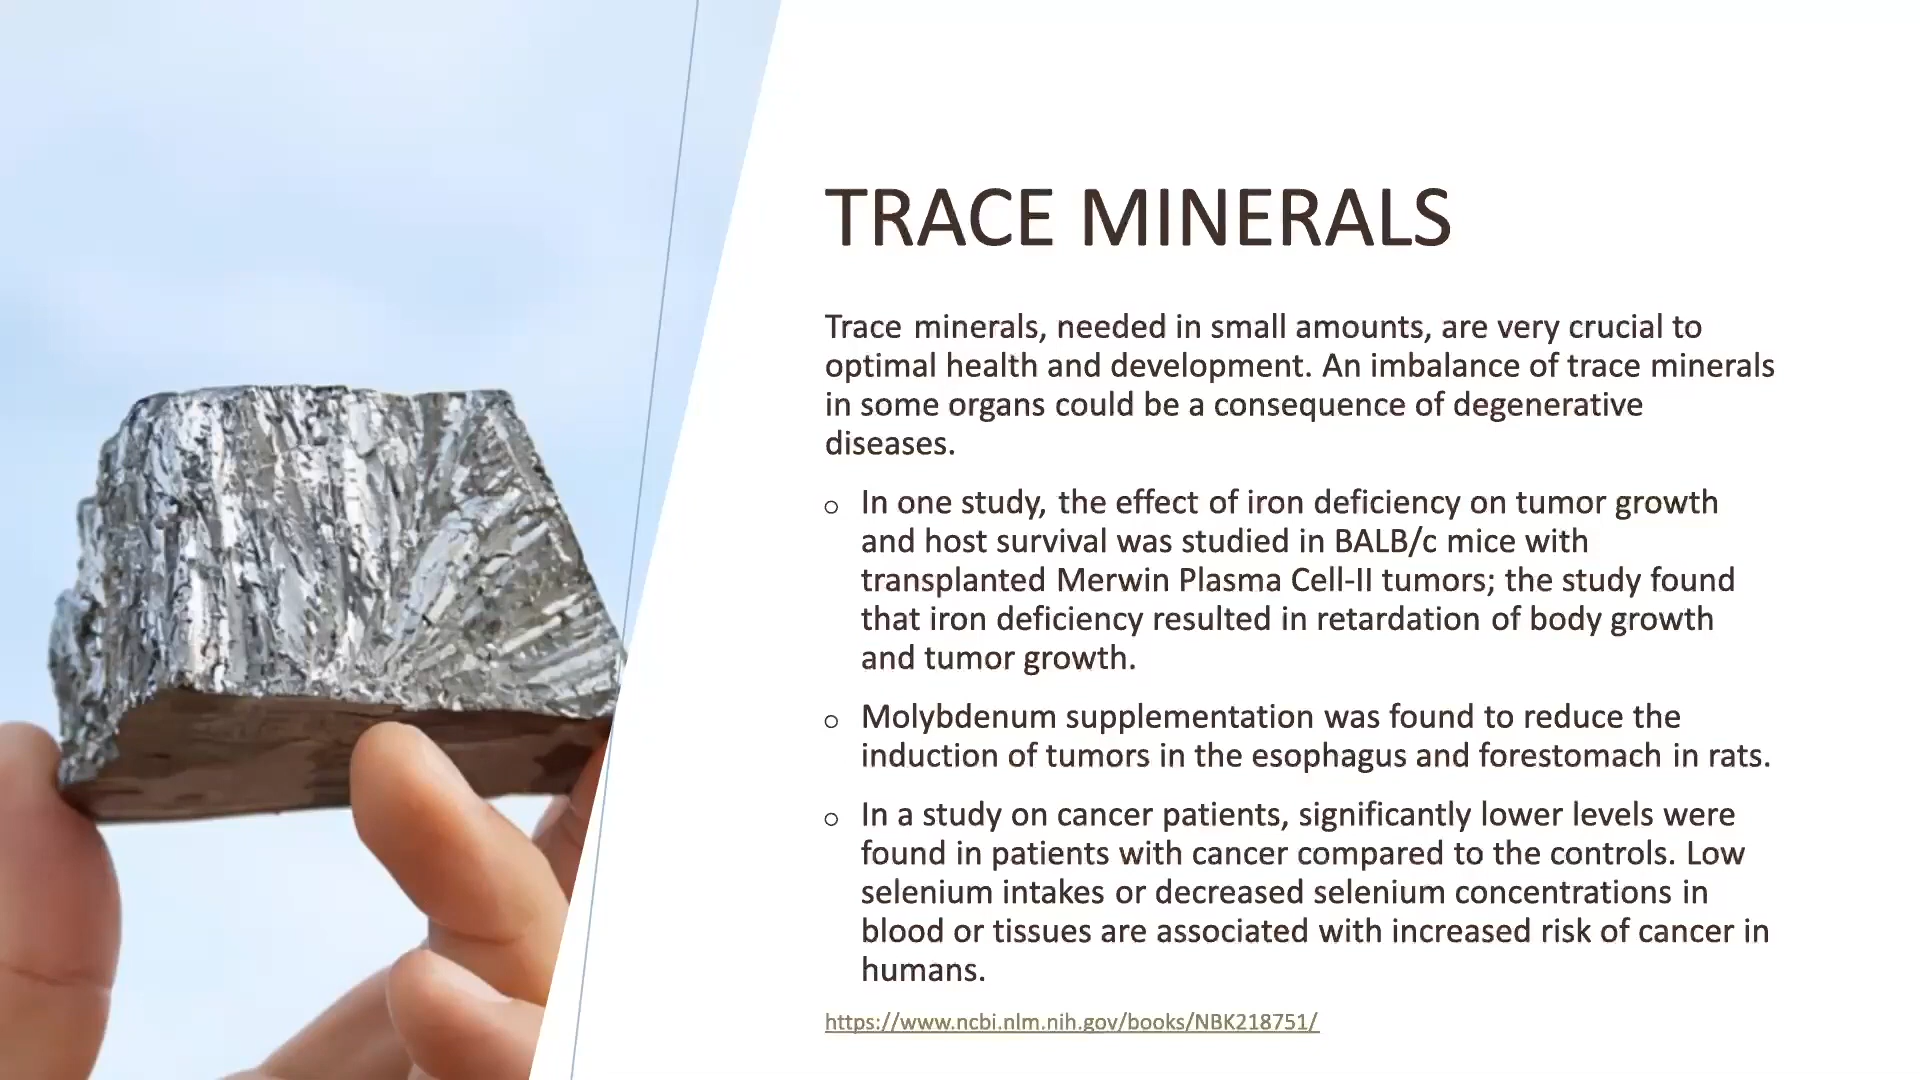 TRACE MINERALS
Trace minerals, needed in small amounts, are very crucial to
optimal health and development. An imbalance of trace minerals
in some organs could be a consequence of degenerative
diseases.
o In one study, the effect of iron deficiency on tumor growth
and host survival was studied in BALB/c mice with
transplanted Merwin Plasma Cell-II tumors; the study found
that iron deficiency resulted in retardation of body growth
and tumor growth.
o Molybdenum supplementation was found to reduce the
induction of tumors in the esophagus and forestomach in rats.
o In a study on cancer patients, significantly lower levels were
found in patients with cancer compared to the controls. Low
selenium intakes or decreased selenium concentrations in
blood or tissues are associated with increased risk of cancer in
humans.
https://www.ncbi.nlm.nih.gov/books/NBK218751/